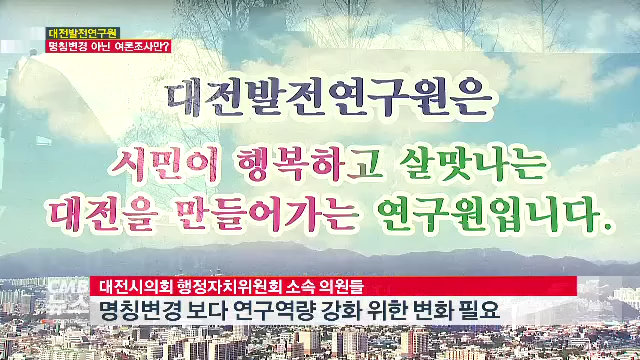 대전발전연구원
명칭변경 아닌 여론조사만?
대전발전연구원은
시민이 행복하고 살맛나는
대전을 만들어가는 연구원입니다.
대전시의회 행정자치위원회 소속 의원들
CMB
뉴스
명칭변경 보다 연구역량 강화 위한 변화 필요